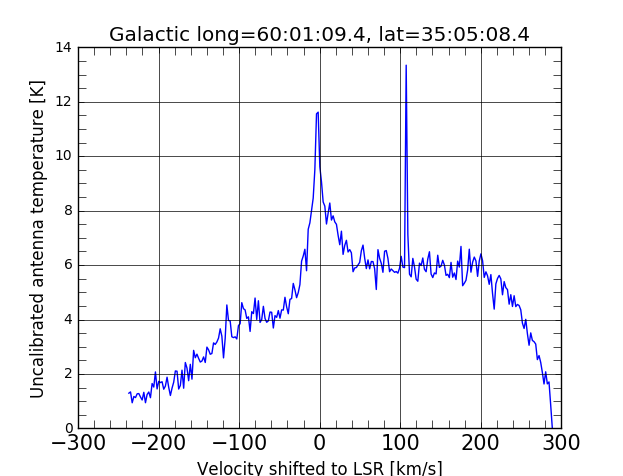 Galactic long=60:01:09.4, lat=35:05:08.4
Uncalibrated antenna temperature [K]
14
12
10
8
6
4
2
0
−300 −200 −100 0 100 200 300
Velocity shifted to LSR [km/s]